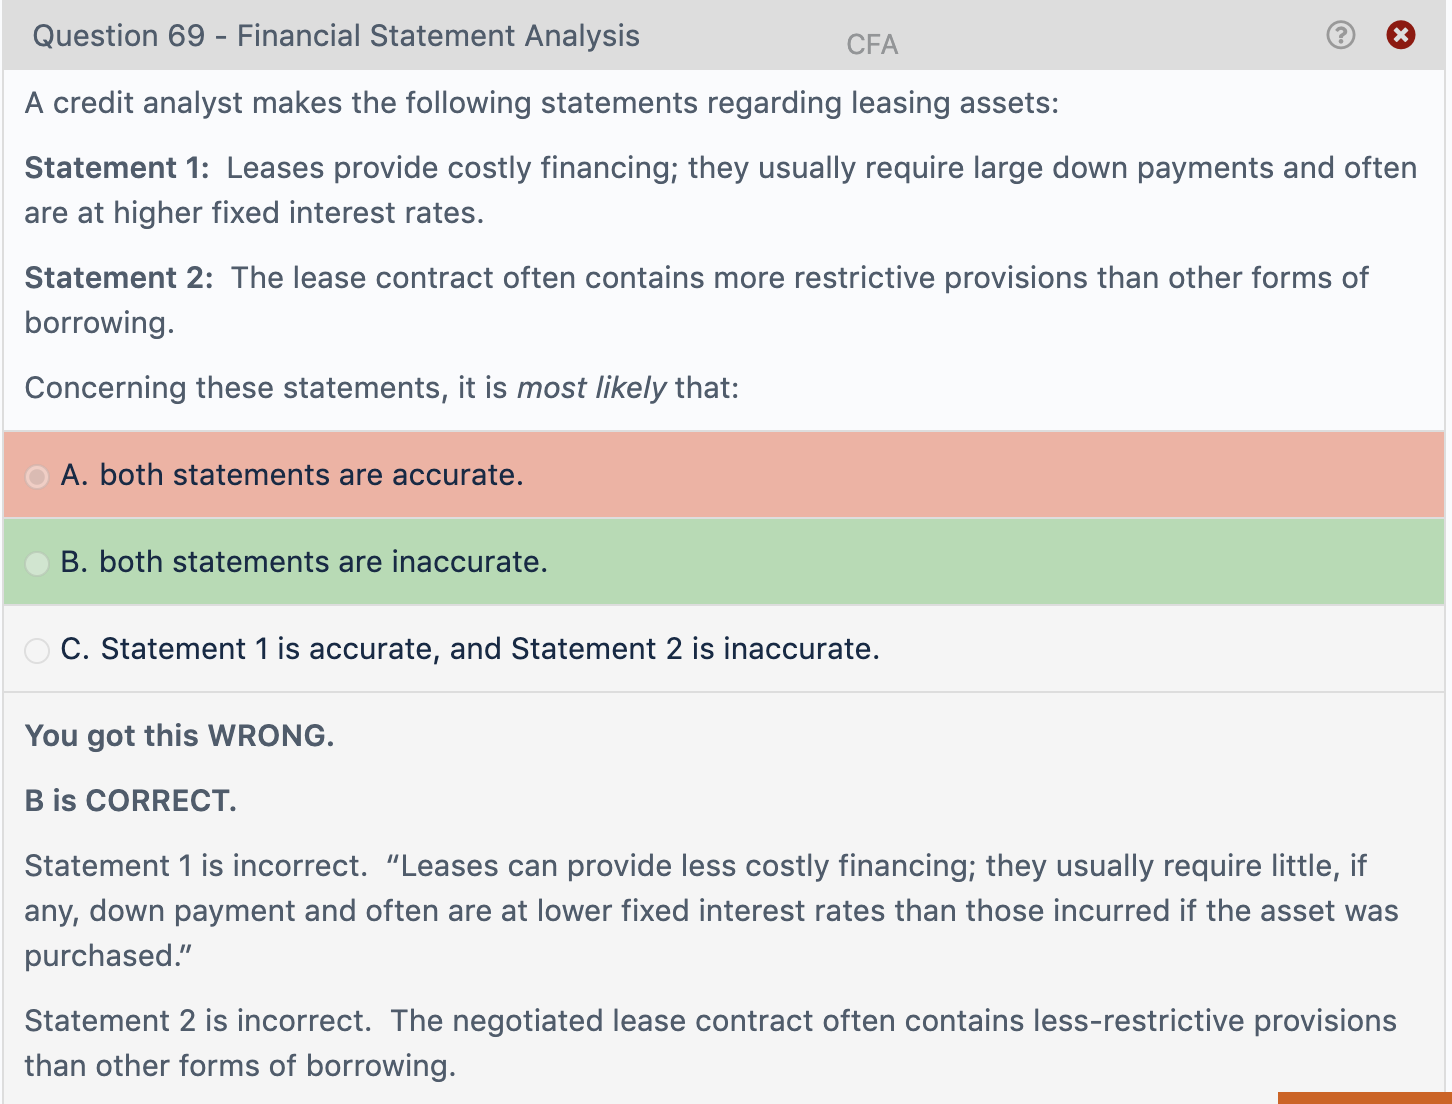 Question 69 - Financial Statement Analysis
CFA
A credit analyst makes the following statements regarding leasing assets:
Statement 1: Leases provide costly financing; they usually require large down payments and often
are at higher fixed interest rates.
Statement 2: The lease contract often contains more restrictive provisions than other forms of
borrowing.
Concerning these statements, it is most likely that:
A. both statements are accurate.
B. both statements are inaccurate.
C. Statement 1 is accurate, and Statement 2 is inaccurate.
You got this WRONG.
B is CORRECT.
Statement 1 is incorrect. “Leases can provide less costly financing; they usually require little, if
any, down payment and often are at lower fixed interest rates than those incurred if the asset was
purchased.”
Statement 2 is incorrect. The negotiated lease contract often contains less-restrictive provisions
than other forms of borrowing.